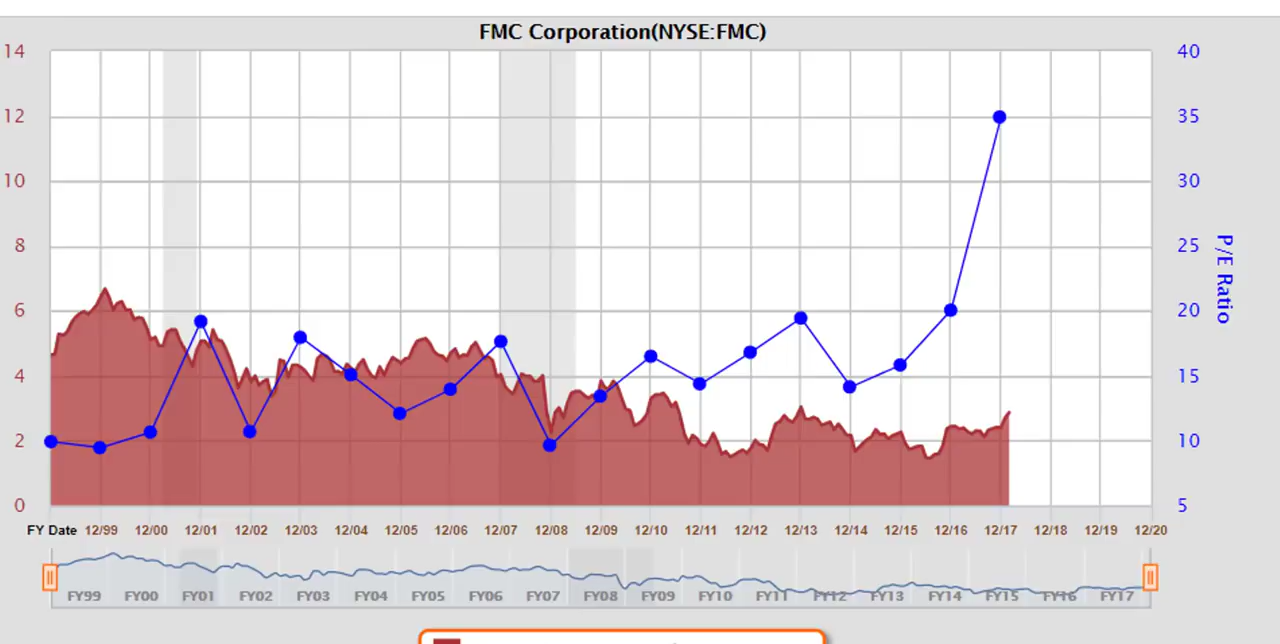 FMC Corporation(NYSE:FMC)
14 40
12 35
10 30
8 25
6 20
4 15
2 10
0 5
P/E Ratio
FY Date 12/99 12/00 12/01 12/02 12/03 12/04 12/05 12/06 12/07 12/08 12/09 12/10 12/11 12/12 12/13 12/14 12/15 12/16 12/17 12/18 12/19 12/20
FY99 FY00 FY01 FY02 FY03 FY04 FY05 FY06 FY07 FY08 FY09 FY10 FY11 FY12 FY13 FY14 FY15 FY16 FY17